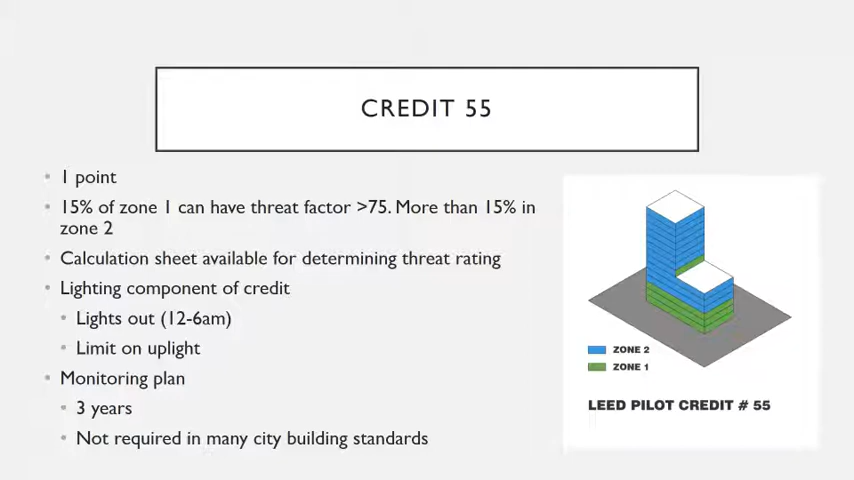 CREDIT 55
• 1 point
• 15% of zone 1 can have threat factor >75. More than 15% in
zone 2
• Calculation sheet available for determining threat rating
• Lighting component of credit
• Lights out (12-6am)
• Limit on uplight
• Monitoring plan
• 3 years
• Not required in many city building standards
ZONE 2
ZONE 1
LEED PILOT CREDIT # 55